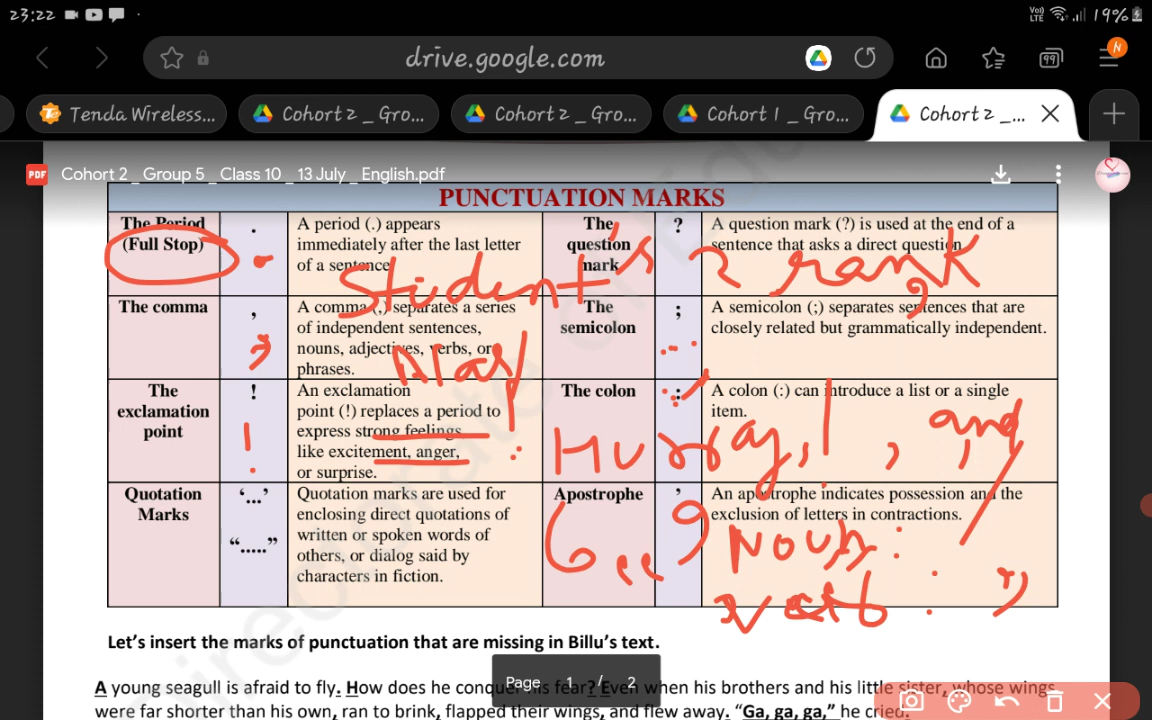 23:22 Vo) LTE 19%
drive.google.com 99 N
Tenda Wireless... Cohort 2 _ Gro... Cohort 2 _ Gro... Cohort 1 _ Gro... Cohort 2 _...
PDF Cohort 2 _ Group 5 _ Class 10 _ 13 July _ English.pdf
PUNCTUATION MARKS
The Period
(Full Stop)
.
A period (.) appears
immediately after the last letter
of a sentence
The
question
mark
?
A question mark (?) is used at the end of a
sentence that asks a direct question
The comma
,
A comma (,) separates a series
of independent sentences,
nouns, adjectives, verbs, or
phrases.
The
semicolon
;
A semicolon (;) separates sentences that are
closely related but grammatically independent.
The
exclamation
point
!
An exclamation
point (!) replaces a period to
express strong feelings
like excitement, anger,
or surprise.
The colon
:
A colon (:) can introduce a list or a single
item.
Quotation
Marks
‘...’
“.....”
Quotation marks are used for
enclosing direct quotations of
written or spoken words of
others, or dialog said by
characters in fiction.
Apostrophe
’
An apostrophe indicates possession and the
exclusion of letters in contractions.
Student's rank
Alas!
Hurray, ! , and
Noun:
Verb:
Let’s insert the marks of punctuation that are missing in Billu’s text.
A young seagull is afraid to fly. How does he conquer his fear? Even when his brothers and his little sister, whose wings
were far shorter than his own, ran to brink, flapped their wings, and flew away. “Ga, ga, ga,” he cried.
Page 1 / 2